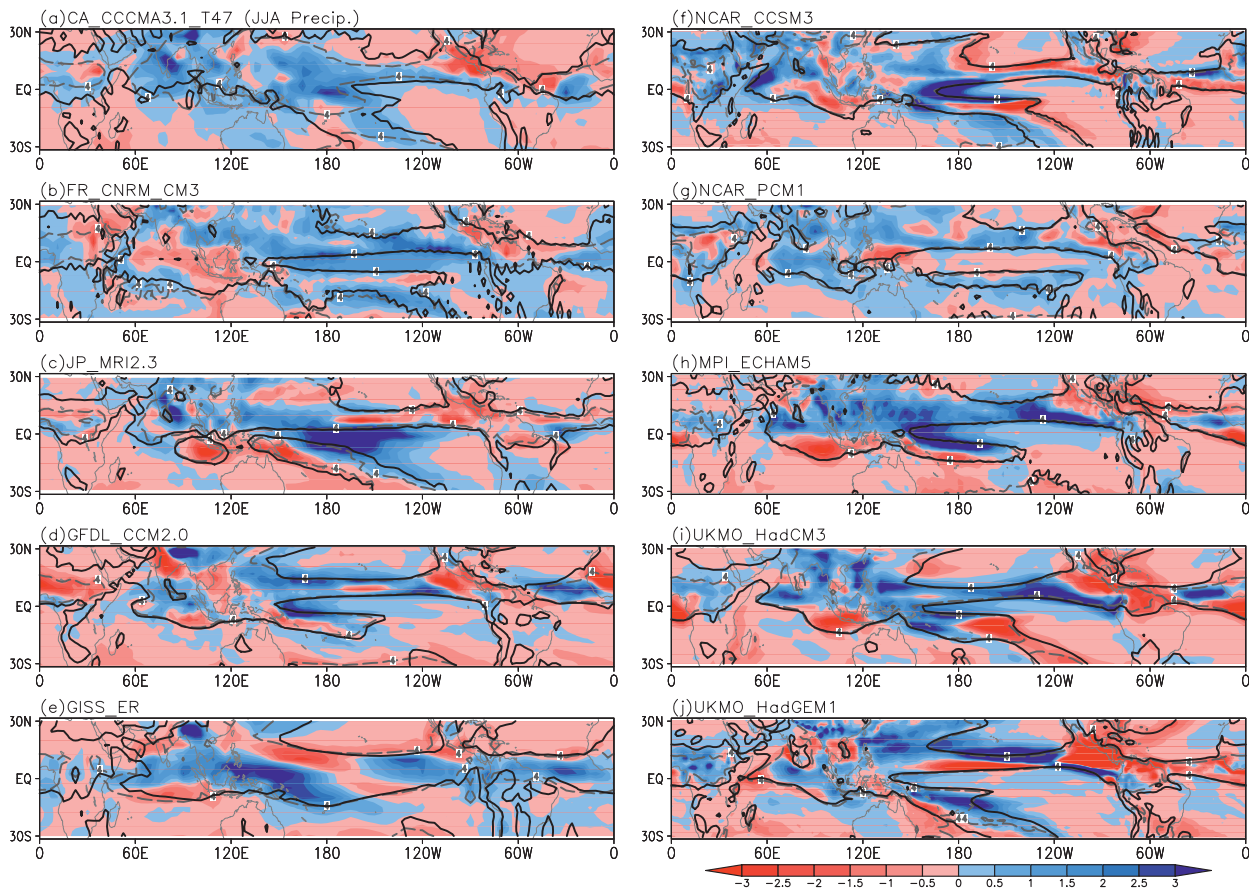 (a)CA_CCCMA3.1_T47 (JJA Precip.)
30N
EQ
30S
0 60E 120E 180 120W 60W 0
(b)FR_CNRM_CM3
30N
EQ
30S
0 60E 120E 180 120W 60W 0
(c)JP_MRI2.3
30N
EQ
30S
0 60E 120E 180 120W 60W 0
(d)GFDL_CCM2.0
30N
EQ
30S
0 60E 120E 180 120W 60W 0
(e)GISS_ER
30N
EQ
30S
0 60E 120E 180 120W 60W 0
(f)NCAR_CCSM3
30N
EQ
30S
0 60E 120E 180 120W 60W 0
(g)NCAR_PCM1
30N
EQ
30S
0 60E 120E 180 120W 60W 0
(h)MPI_ECHAM5
30N
EQ
30S
0 60E 120E 180 120W 60W 0
(i)UKMO_HadCM3
30N
EQ
30S
0 60E 120E 180 120W 60W 0
(j)UKMO_HadGEM1
30N
EQ
30S
0 60E 120E 180 120W 60W 0
-3 -2.5 -2 -1.5 -1 -0.5 0 0.5 1 1.5 2 2.5 3